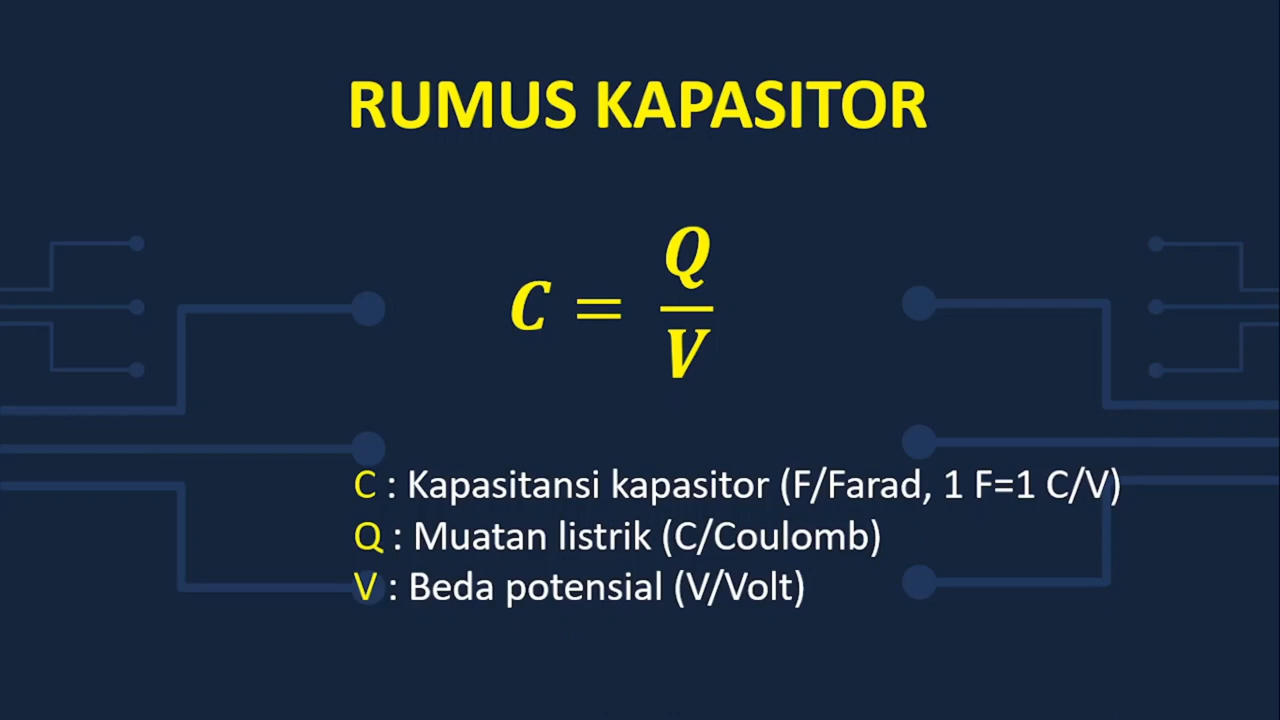 RUMUS KAPASITOR
C = Q/V
C : Kapasitansi kapasitor (F/Farad, 1 F=1 C/V)
Q : Muatan listrik (C/Coulomb)
V : Beda potensial (V/Volt)